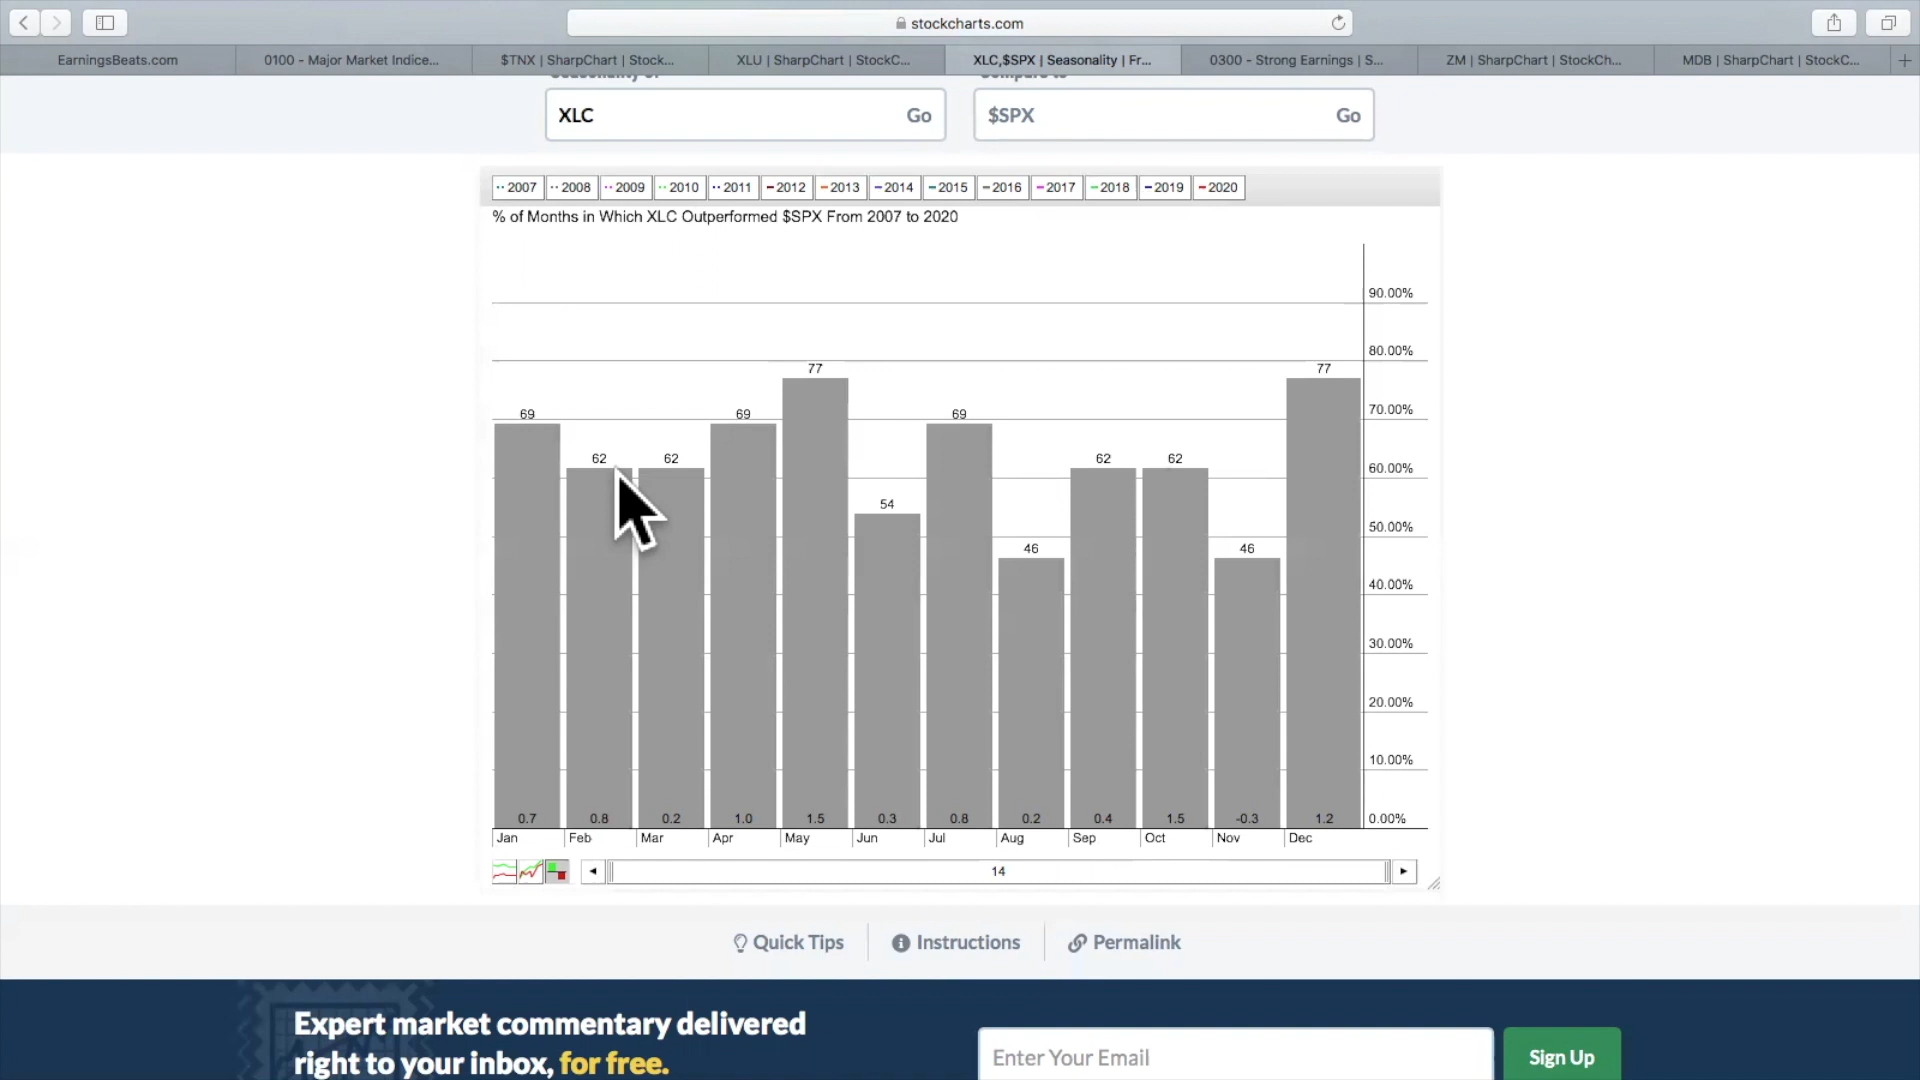 stockcharts.com
EarningsBeats.com
0100 - Major Market Indice...
$TNX | SharpChart | Stock...
XLU | SharpChart | StockC...
XLC,$SPX | Seasonality | Fr...
0300 - Strong Earnings | S...
ZM | SharpChart | StockCh...
MDB | SharpChart | StockC...
XLC Go
$SPX Go
2007 2008 2009 2010 2011 2012 2013 2014 2015 2016 2017 2018 2019 2020
% of Months in Which XLC Outperformed $SPX From 2007 to 2020
90.00%
80.00%
77 77
70.00%
69 69 69
62 62 62 62
60.00%
54
50.00%
46 46
40.00%
30.00%
20.00%
10.00%
0.7 0.8 0.2 1.0 1.5 0.3 0.8 0.2 0.4 1.5 -0.3 1.2 0.00%
Jan Feb Mar Apr May Jun Jul Aug Sep Oct Nov Dec
14
Quick Tips
Instructions
Permalink
Expert market commentary delivered
right to your inbox, for free.
Enter Your Email
Sign Up